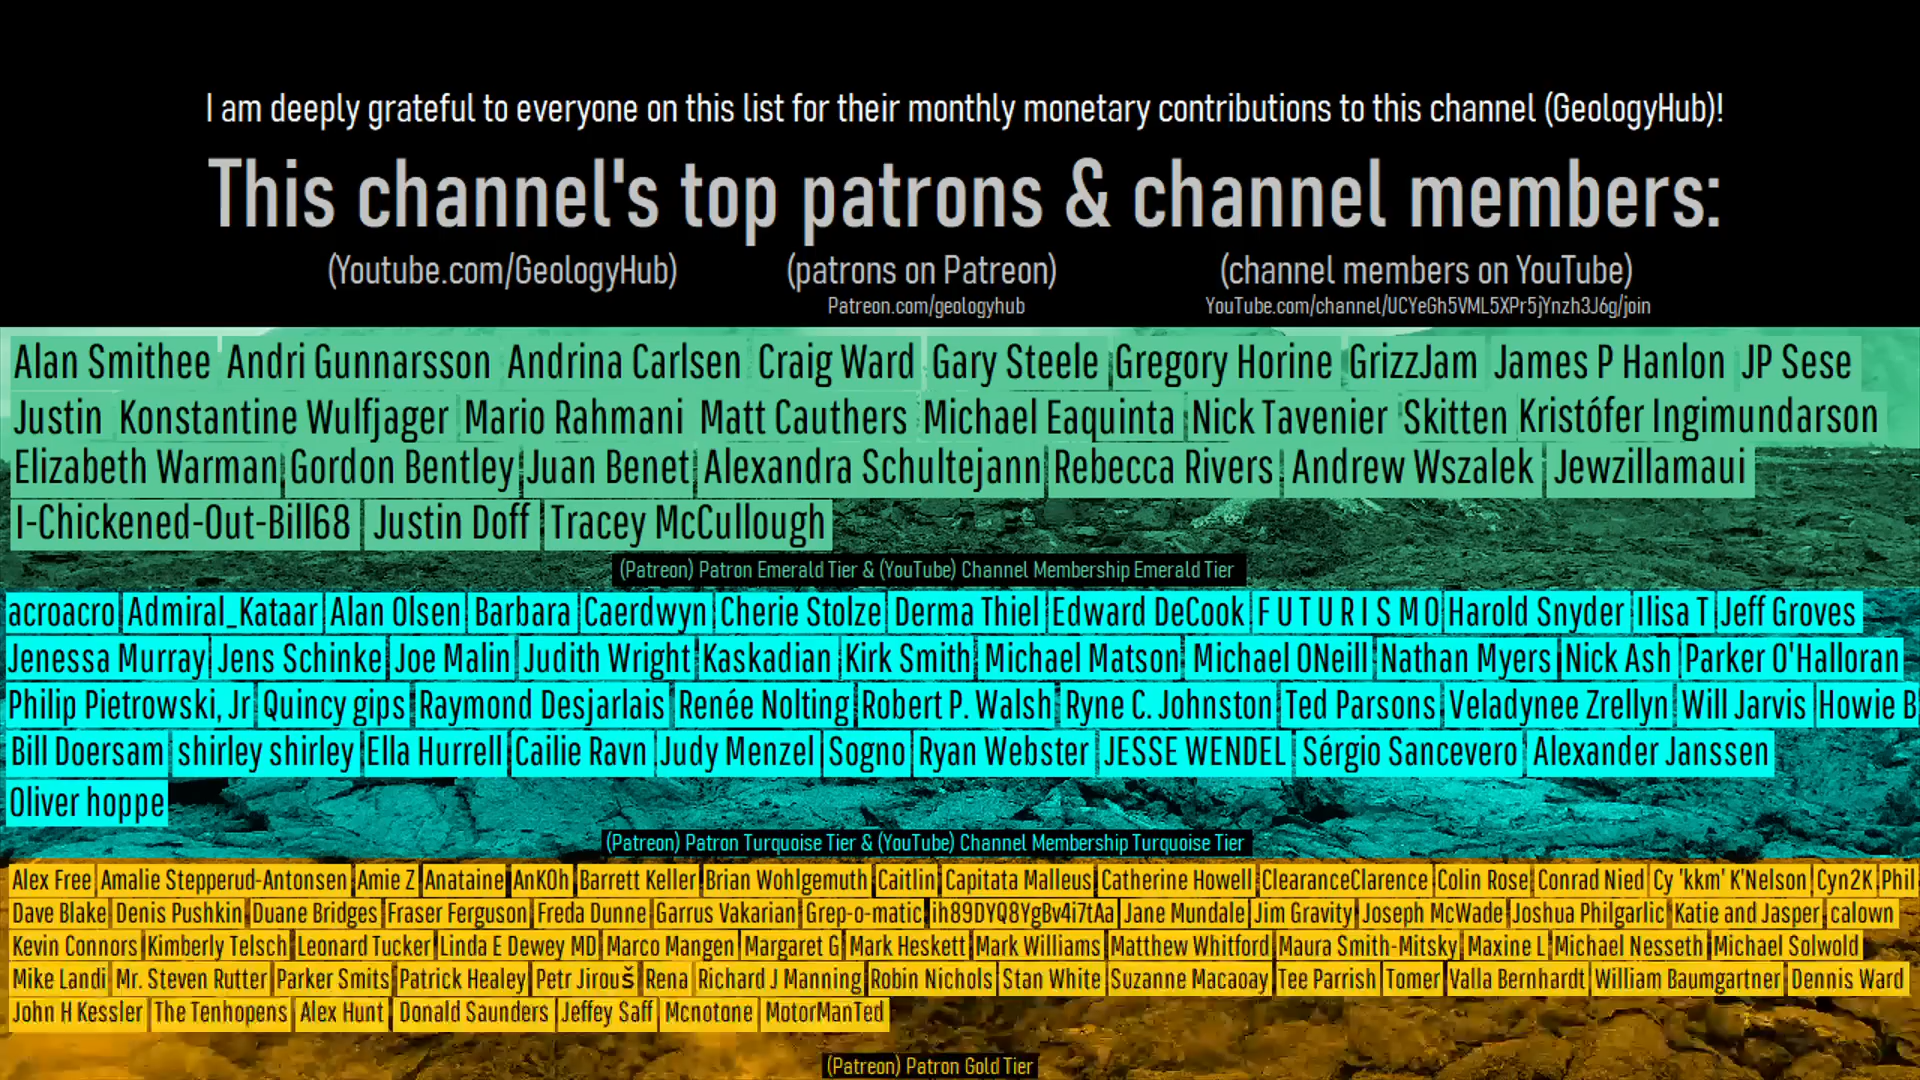 I am deeply grateful to everyone on this list for their monthly monetary contributions to this channel (GeologyHub)!
This channel's top patrons & channel members:
(Youtube.com/GeologyHub) (patrons on Patreon) (channel members on YouTube)
Patreon.com/geologyhub YouTube.com/channel/UCYeGh5VML5XPr5jYnzh3J6g/join
Alan Smithee Andri Gunnarsson Andrina Carlsen Craig Ward Gary Steele Gregory Horine GrizzJam James P Hanlon JP Sese
Justin Konstantine Wulfjager Mario Rahmani Matt Cauthers Michael Eaquinta Nick Tavenier Skitten Kristófer Ingimundarson
Elizabeth Warman Gordon Bentley Juan Benet Alexandra Schultejann Rebecca Rivers Andrew Wszalek Jewzillamaui
I-Chickened-Out-Bill68 Justin Doff Tracey McCullough
(Patreon) Patron Emerald Tier & (YouTube) Channel Membership Emerald Tier
acroacro Admiral_Kataar Alan Olsen Barbara Caerdwyn Cherie Stolze Derma Thiel Edward DeCook F U T U R I S M O Harold Snyder Ilisa T Jeff Groves
Jenessa Murray Jens Schinke Joe Malin Judith Wright Kaskadian Kirk Smith Michael Matson Michael ONeill Nathan Myers Nick Ash Parker O'Halloran
Philip Pietrowski, Jr Quincy gips Raymond Desjarlais Renée Nolting Robert P. Walsh Ryne C. Johnston Ted Parsons Veladynee Zrellyn Will Jarvis Howie B
Bill Doersam shirley shirley Ella Hurrell Cailie Ravn Judy Menzel Sogno Ryan Webster JESSE WENDEL Sérgio Sancevero Alexander Janssen
Oliver hoppe
(Patreon) Patron Turquoise Tier & (YouTube) Channel Membership Turquoise Tier
Alex Free Amalie Stepperud-Antonsen Amie Z Anataine AnKOh Barrett Keller Brian Wohlgemuth Caitlin Capitata Malleus Catherine Howell ClearanceClarence Colin Rose Conrad Nied Cy 'kkm' K'Nelson Cyn2K Phil
Dave Blake Denis Pushkin Duane Bridges Fraser Ferguson Freda Dunne Garrus Vakarian Grep-o-matic ih89DYQ8YgBv4i7tAa Jane Mundale Jim Gravity Joseph McWade Joshua Philgarlic Katie and Jasper calown
Kevin Connors Kimberly Telsch Leonard Tucker Linda E Dewey MD Marco Mangen Margaret G Mark Heskett Mark Williams Matthew Whitford Maura Smith-Mitsky Maxine L Michael Nesseth Michael Solwold
Mike Landi Mr. Steven Rutter Parker Smits Patrick Healey Petr Jirouš Rena Richard J Manning Robin Nichols Stan White Suzanne Macaoay Tee Parrish Tomer Valla Bernhardt William Baumgartner Dennis Ward
John H Kessler The Tenhopens Alex Hunt Donald Saunders Jeffey Saff Mcnotone MotorManTed
(Patreon) Patron Gold Tier